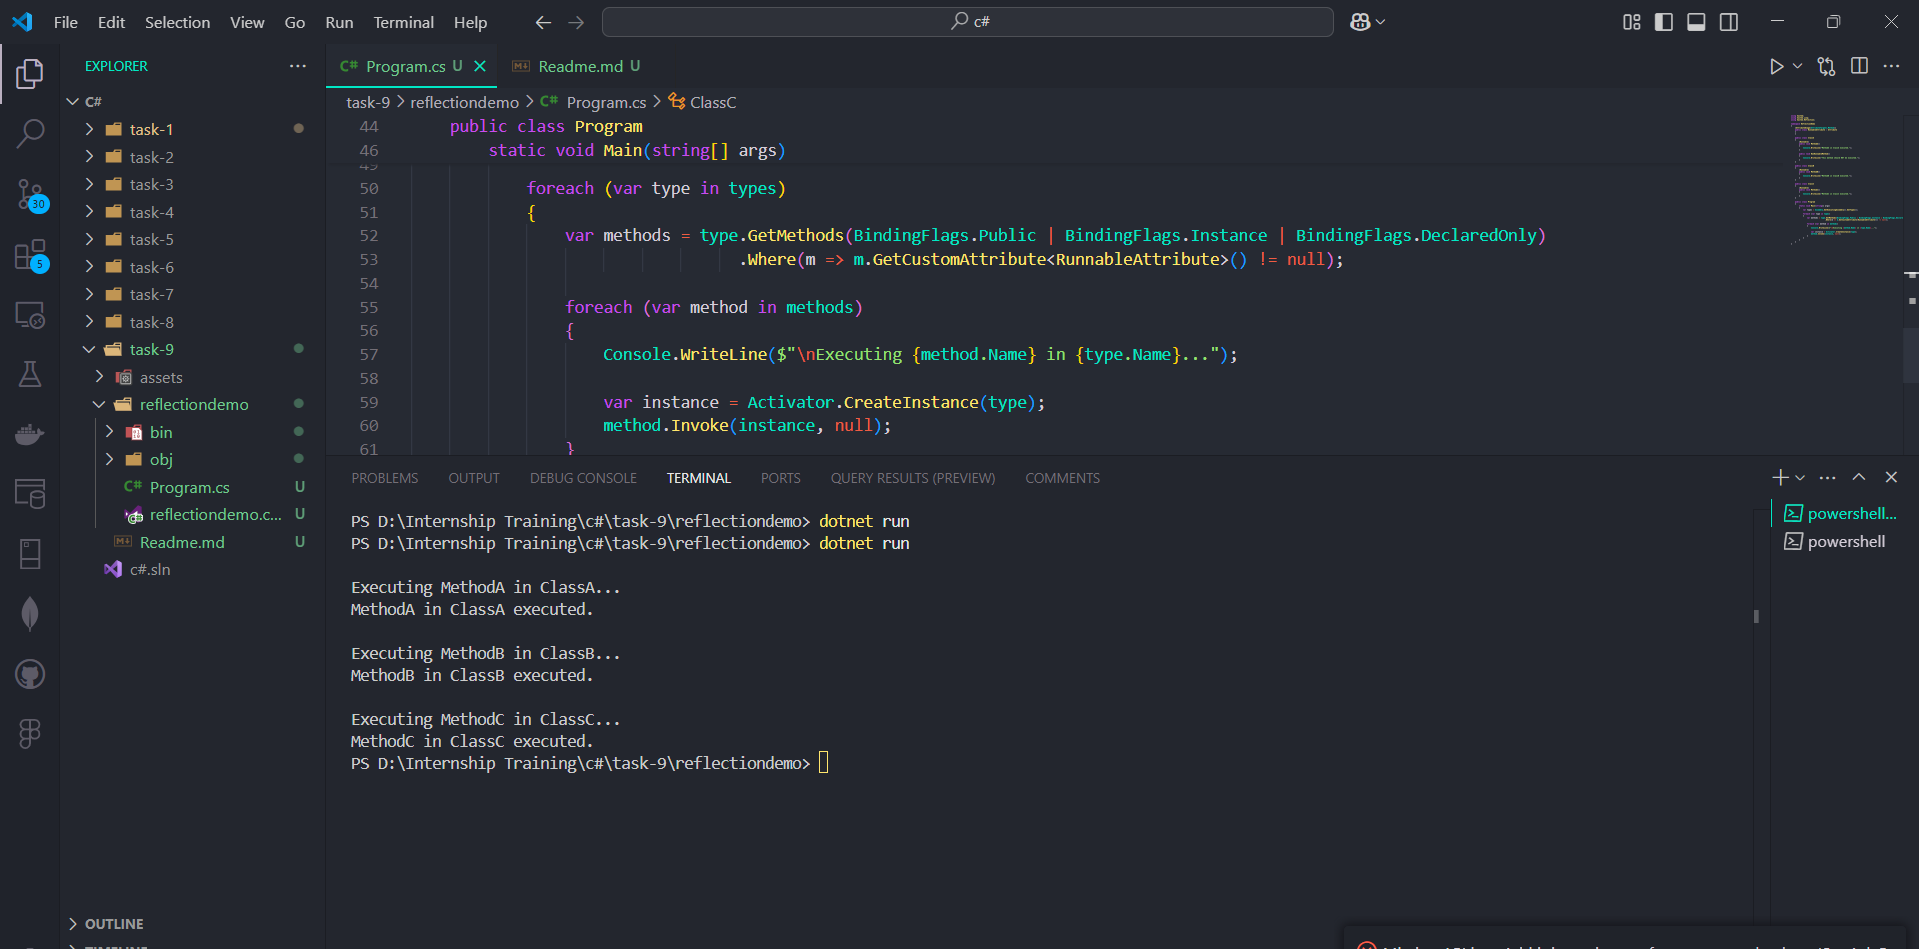 File Edit Selection View Go Run Terminal Help
c#
EXPLORER
C#
task-1
task-2
task-3
task-4
task-5
task-6
task-7
task-8
task-9
assets
reflectiondemo
bin
obj
C# Program.cs U
reflectiondemo.c... U
Readme.md U
c#.sln
OUTLINE
30
5
C# Program.cs U
Readme.md U
task-9 > reflectiondemo > C# Program.cs > ClassC
44 public class Program
46 static void Main(string[] args)
49
50 foreach (var type in types)
51 {
52 var methods = type.GetMethods(BindingFlags.Public | BindingFlags.Instance | BindingFlags.DeclaredOnly)
53 .Where(m => m.GetCustomAttribute<RunnableAttribute>() != null);
54
55 foreach (var method in methods)
56 {
57 Console.WriteLine($"\nExecuting {method.Name} in {type.Name}...");
58
59 var instance = Activator.CreateInstance(type);
60 method.Invoke(instance, null);
61 }
PROBLEMS OUTPUT DEBUG CONSOLE TERMINAL PORTS QUERY RESULTS (PREVIEW) COMMENTS
PS D:\Internship Training\c#\task-9\reflectiondemo> dotnet run
PS D:\Internship Training\c#\task-9\reflectiondemo> dotnet run
Executing MethodA in ClassA...
MethodA in ClassA executed.
Executing MethodB in ClassB...
MethodB in ClassB executed.
Executing MethodC in ClassC...
MethodC in ClassC executed.
PS D:\Internship Training\c#\task-9\reflectiondemo>
powershell...
powershell